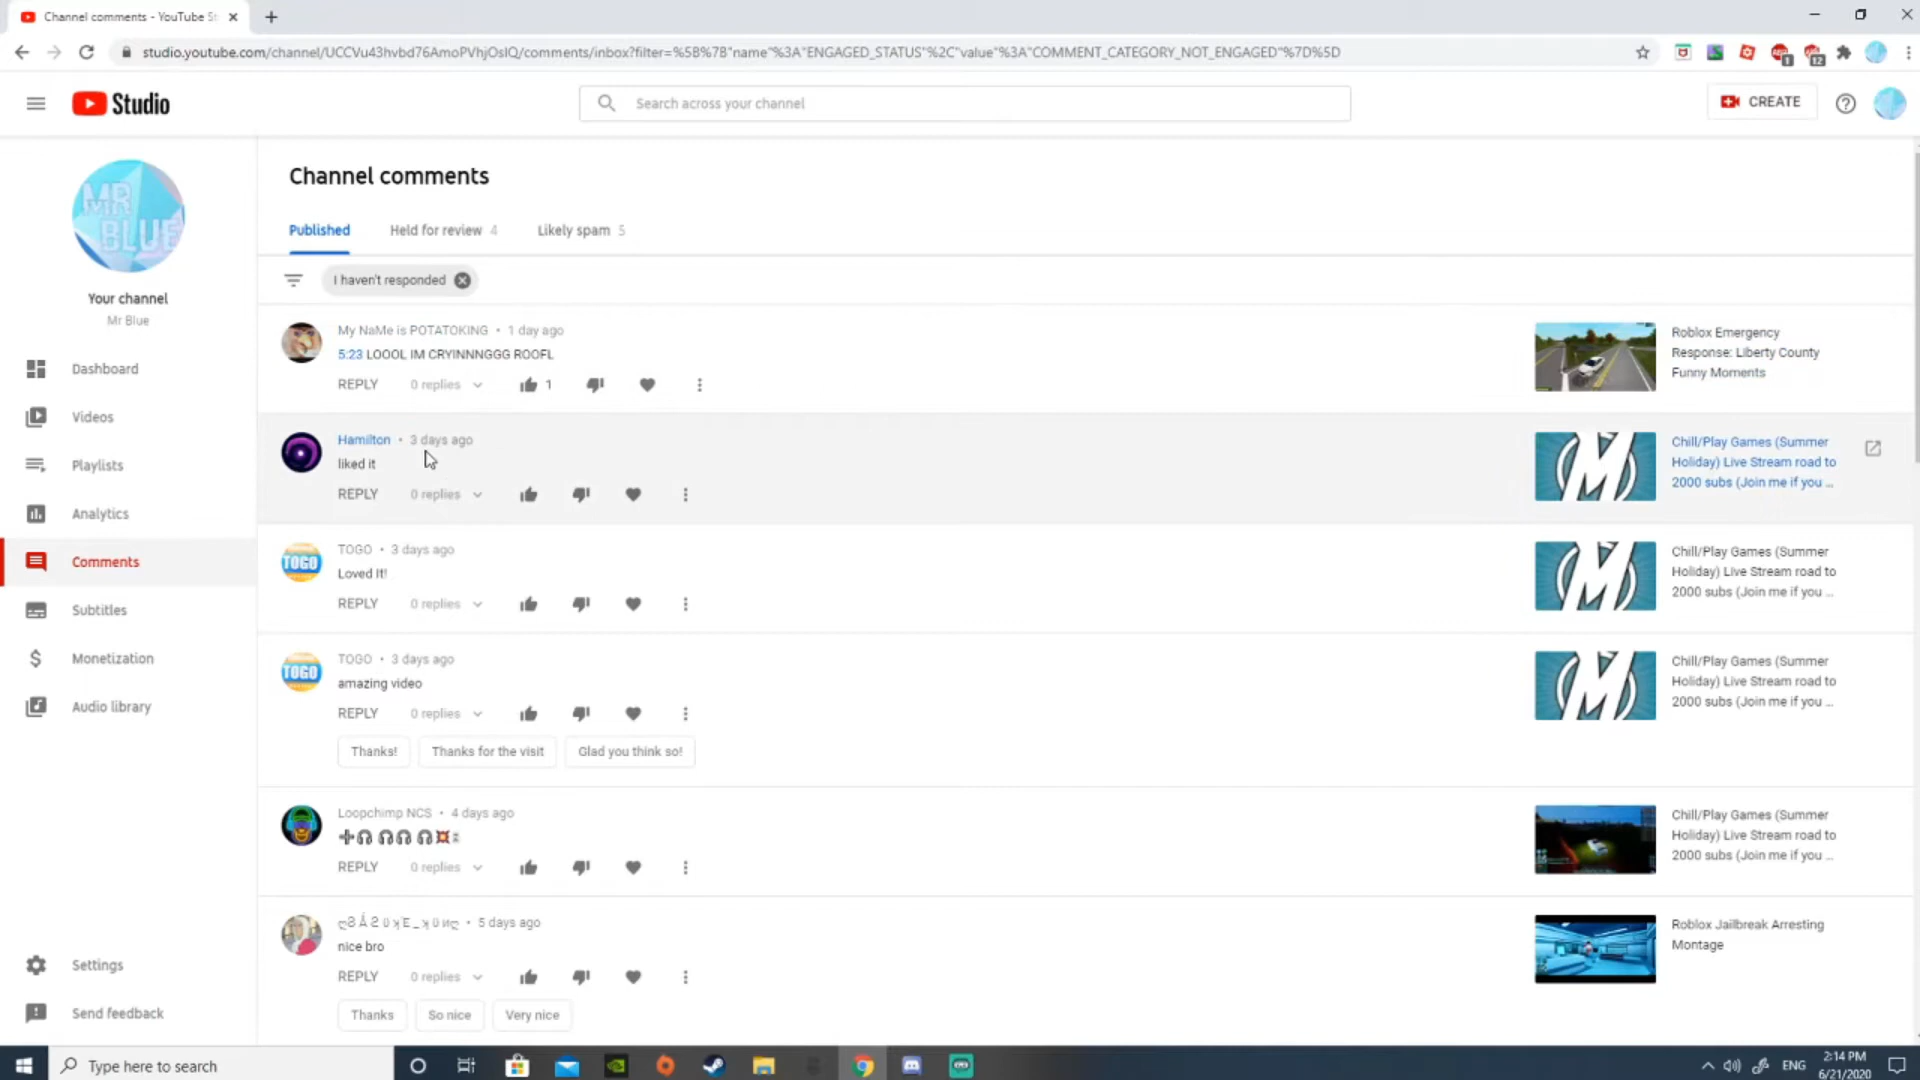 Channel comments - YouTube St
studio.youtube.com/channel/UCCVu43hvbd76AmoPVhjOsIQ/comments/inbox?filter=%5B%7B"name"%3A"ENGAGED_STATUS"%2C"value"%3A"COMMENT_CATEGORY_NOT_ENGAGED"%7D%5D
1
12
Studio
Search across your channel
CREATE
MR
BLUE
Your channel
Mr Blue
Dashboard
Videos
Playlists
Analytics
Comments
Subtitles
Monetization
Audio library
Settings
Send feedback
Channel comments
Published
Held for review 4
Likely spam 5
I haven't responded
My NaMe is POTATOKING • 1 day ago
5:23 LOOOL IM CRYINNNGGG ROOFL
REPLY 0 replies 1
Roblox Emergency
Response: Liberty County
Funny Moments
Hamilton • 3 days ago
liked it
REPLY 0 replies
Chill/Play Games (Summer
Holiday) Live Stream road to
2000 subs (Join me if you ...
TOGO
TOGO • 3 days ago
Loved It!
REPLY 0 replies
Chill/Play Games (Summer
Holiday) Live Stream road to
2000 subs (Join me if you ...
TOGO
TOGO • 3 days ago
amazing video
REPLY 0 replies
Thanks! Thanks for the visit Glad you think so!
Chill/Play Games (Summer
Holiday) Live Stream road to
2000 subs (Join me if you ...
Loopchimp NCS • 4 days ago
REPLY 0 replies
Chill/Play Games (Summer
Holiday) Live Stream road to
2000 subs (Join me if you ...
• 5 days ago
nice bro
REPLY 0 replies
Thanks So nice Very nice
Roblox Jailbreak Arresting
Montage
Type here to search
ENG
2:14 PM
6/21/2020